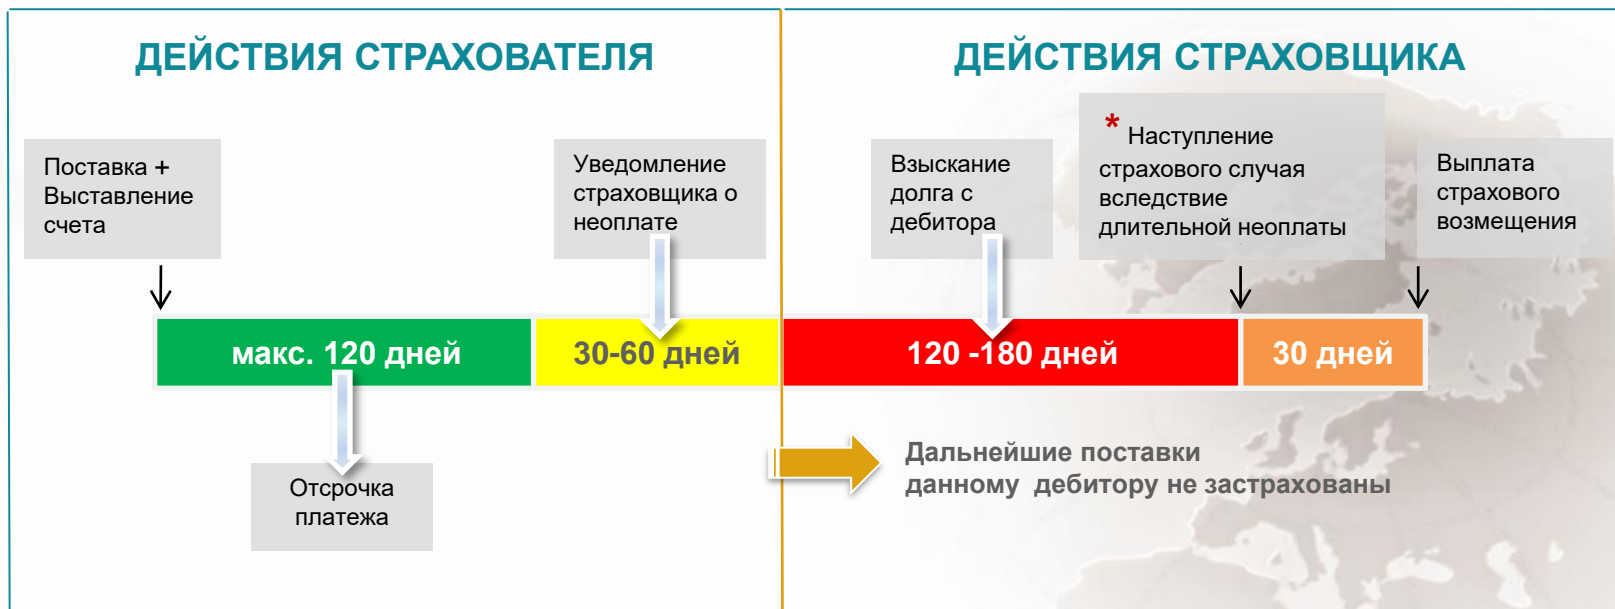 ДЕЙСТВИЯ СТРАХОВАТЕЛЯ
ДЕЙСТВИЯ СТРАХОВЩИКА
Поставка +
Выставление
счета
Уведомление
страховщика о
неоплате
Взыскание
долга с
дебитора
* Наступление
страхового случая
вследствие
длительной неоплаты
Выплата
страхового
возмещения
макс. 120 дней
30-60 дней
120 -180 дней
30 дней
Отсрочка
платежа
Дальнейшие поставки
данному дебитору не застрахованы